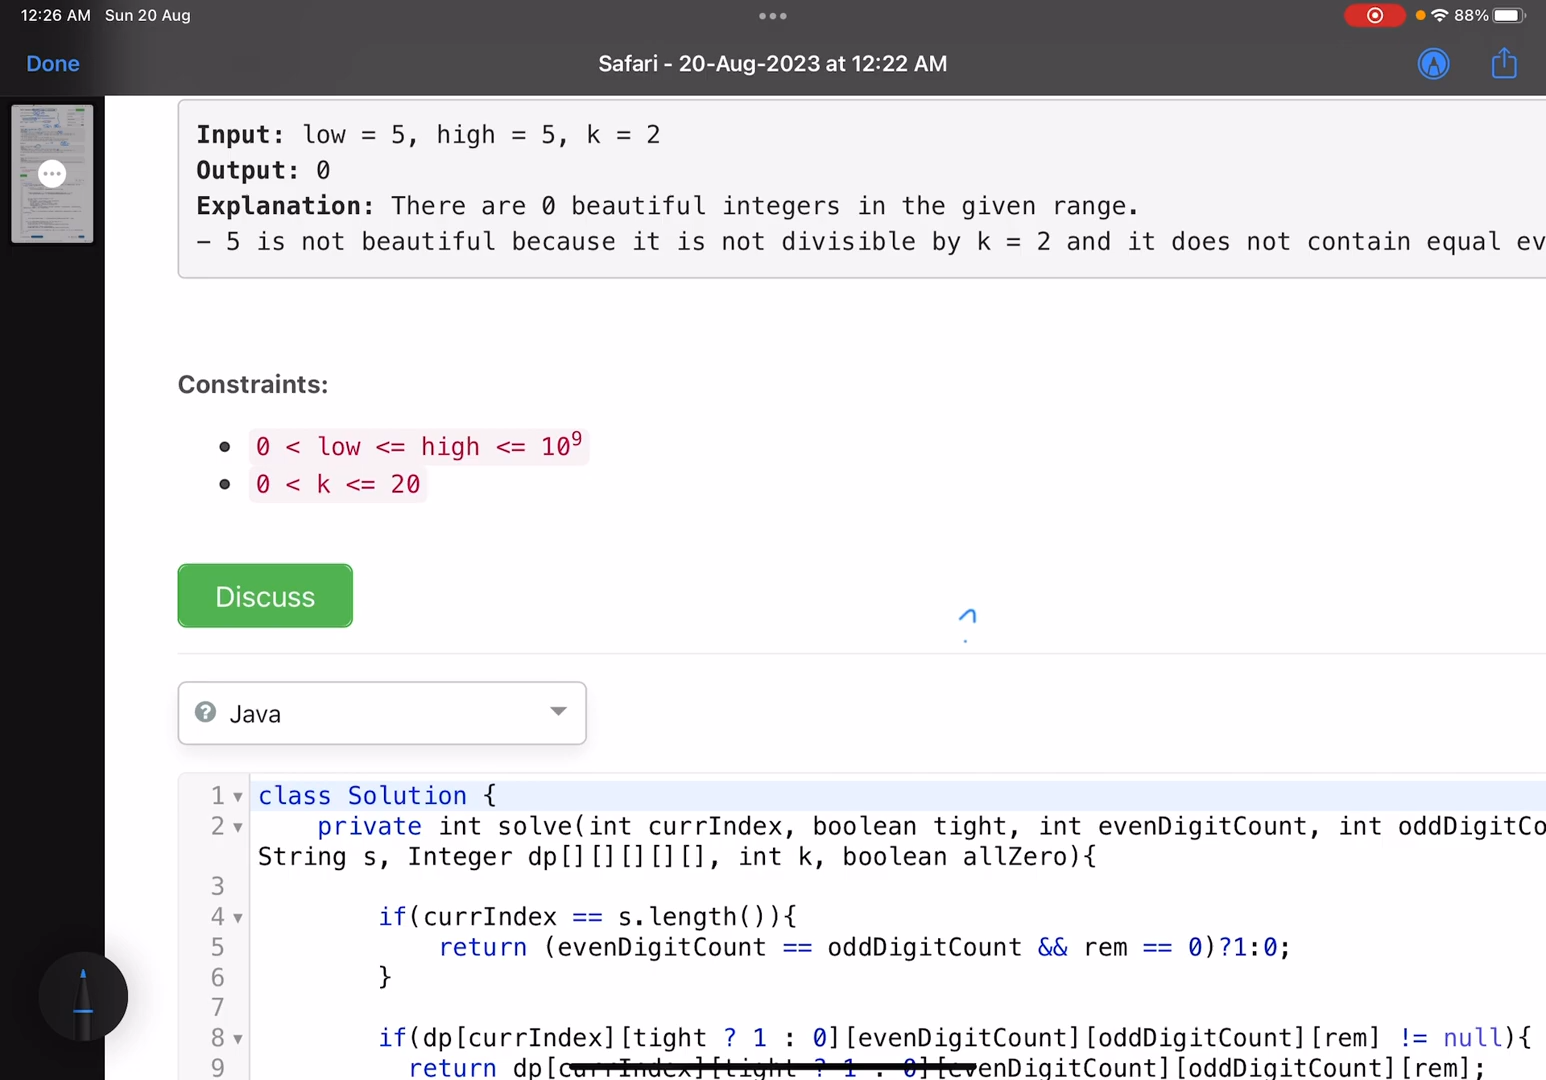 12:26 AM Sun 20 Aug
88%
Done
Safari - 20-Aug-2023 at 12:22 AM
Input: low = 5, high = 5, k = 2
Output: 0
Explanation: There are 0 beautiful integers in the given range.
- 5 is not beautiful because it is not divisible by k = 2 and it does not contain equal ev
Constraints:
0 < low <= high <= 10⁹
0 < k <= 20
Discuss
Java
1 class Solution {
2 private int solve(int currIndex, boolean tight, int evenDigitCount, int oddDigitCo
String s, Integer dp[][][][][], int k, boolean allZero){
3
4 if(currIndex == s.length()){
5 return (evenDigitCount == oddDigitCount && rem == 0)?1:0;
6 }
7
8 if(dp[currIndex][tight ? 1 : 0][evenDigitCount][oddDigitCount][rem] != null){
9 return dp[currIndex][tight ? 1 : 0][evenDigitCount][oddDigitCount][rem];